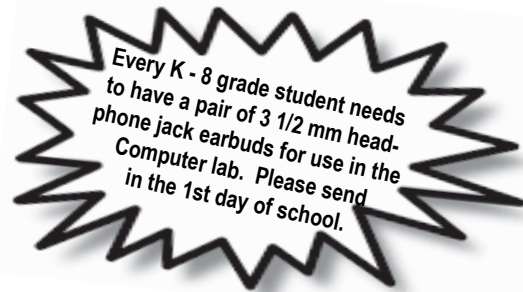 Every K - 8 grade student needs
to have a pair of 3 1/2 mm head-
phone jack earbuds for use in the
Computer lab.  Please send
in the 1st day of school.